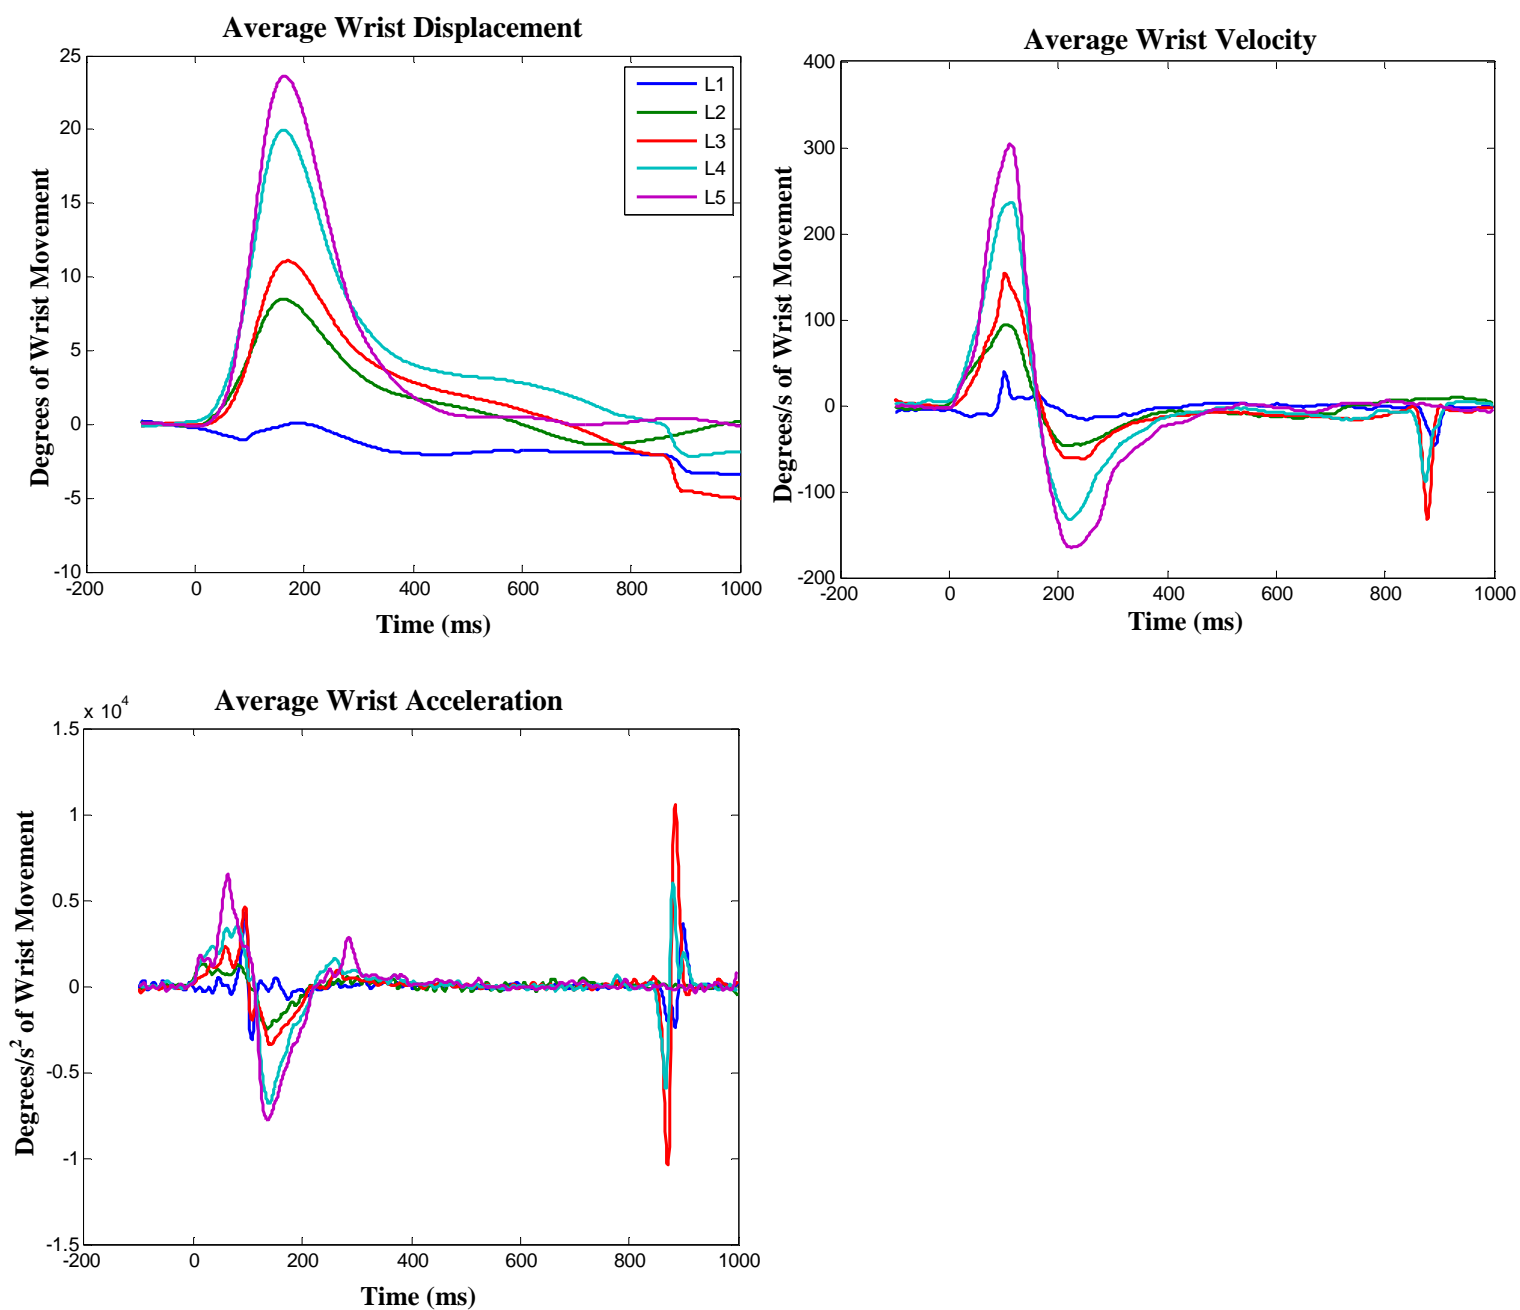 Average Wrist Displacement
25
20
15
10
5
0
-5
-10
-200 0 200 400 600 800 1000
Degrees of Wrist Movement
Time (ms)
L1
L2
L3
L4
L5
Average Wrist Velocity
400
300
200
100
0
-100
-200
-200 0 200 400 600 800 1000
Degrees/s of Wrist Movement
Time (ms)
Average Wrist Acceleration
x 10^4
1.5
1
0.5
0
-0.5
-1
-1.5
-200 0 200 400 600 800 1000
Degrees/s² of Wrist Movement
Time (ms)